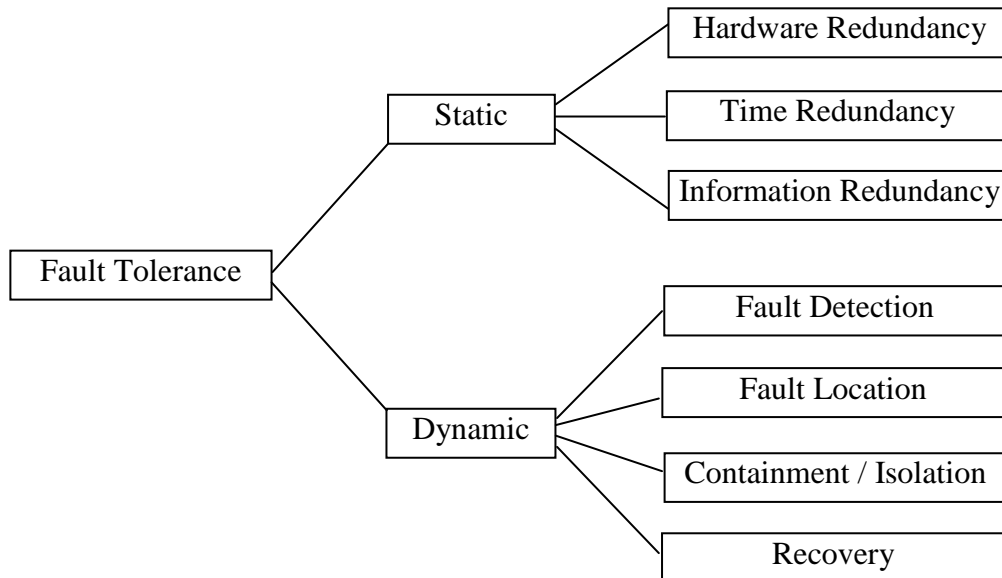 Hardware Redundancy
Static
Time Redundancy
Information Redundancy
Fault Tolerance
Fault Detection
Fault Location
Dynamic
Containment / Isolation
Recovery